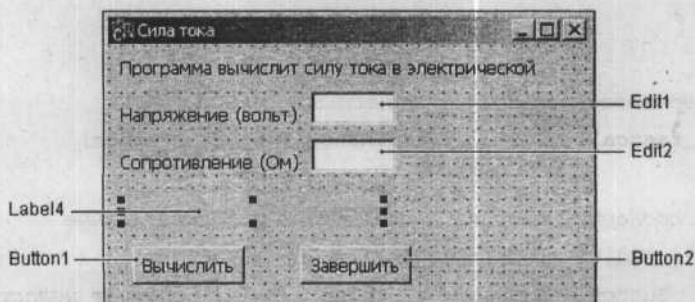 Сила тока
Программа вычислит силу тока в электрической
Напряжение (вольт)
Edit1
Сопротивление (Ом)
Edit2
Label4
Button1
Вычислить
Завершить
Button2